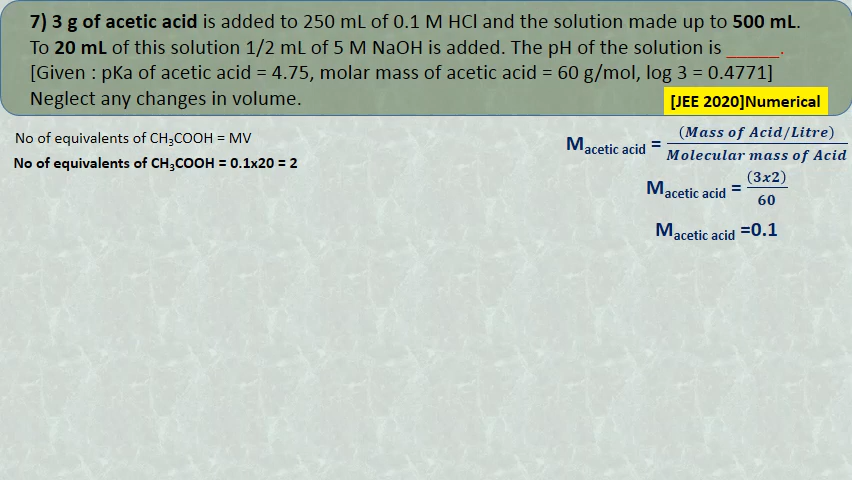 7) 3 g of acetic acid is added to 250 mL of 0.1 M HCl and the solution made up to 500 mL.
To 20 mL of this solution 1/2 mL of 5 M NaOH is added. The pH of the solution is ______.
[Given : pKa of acetic acid = 4.75, molar mass of acetic acid = 60 g/mol, log 3 = 0.4771]
Neglect any changes in volume.
[JEE 2020]Numerical
No of equivalents of CH₃COOH = MV
No of equivalents of CH₃COOH = 0.1x20 = 2
M acetic acid = (Mass of Acid/Litre) / Molecular mass of Acid
M acetic acid = (3x2) / 60
M acetic acid =0.1